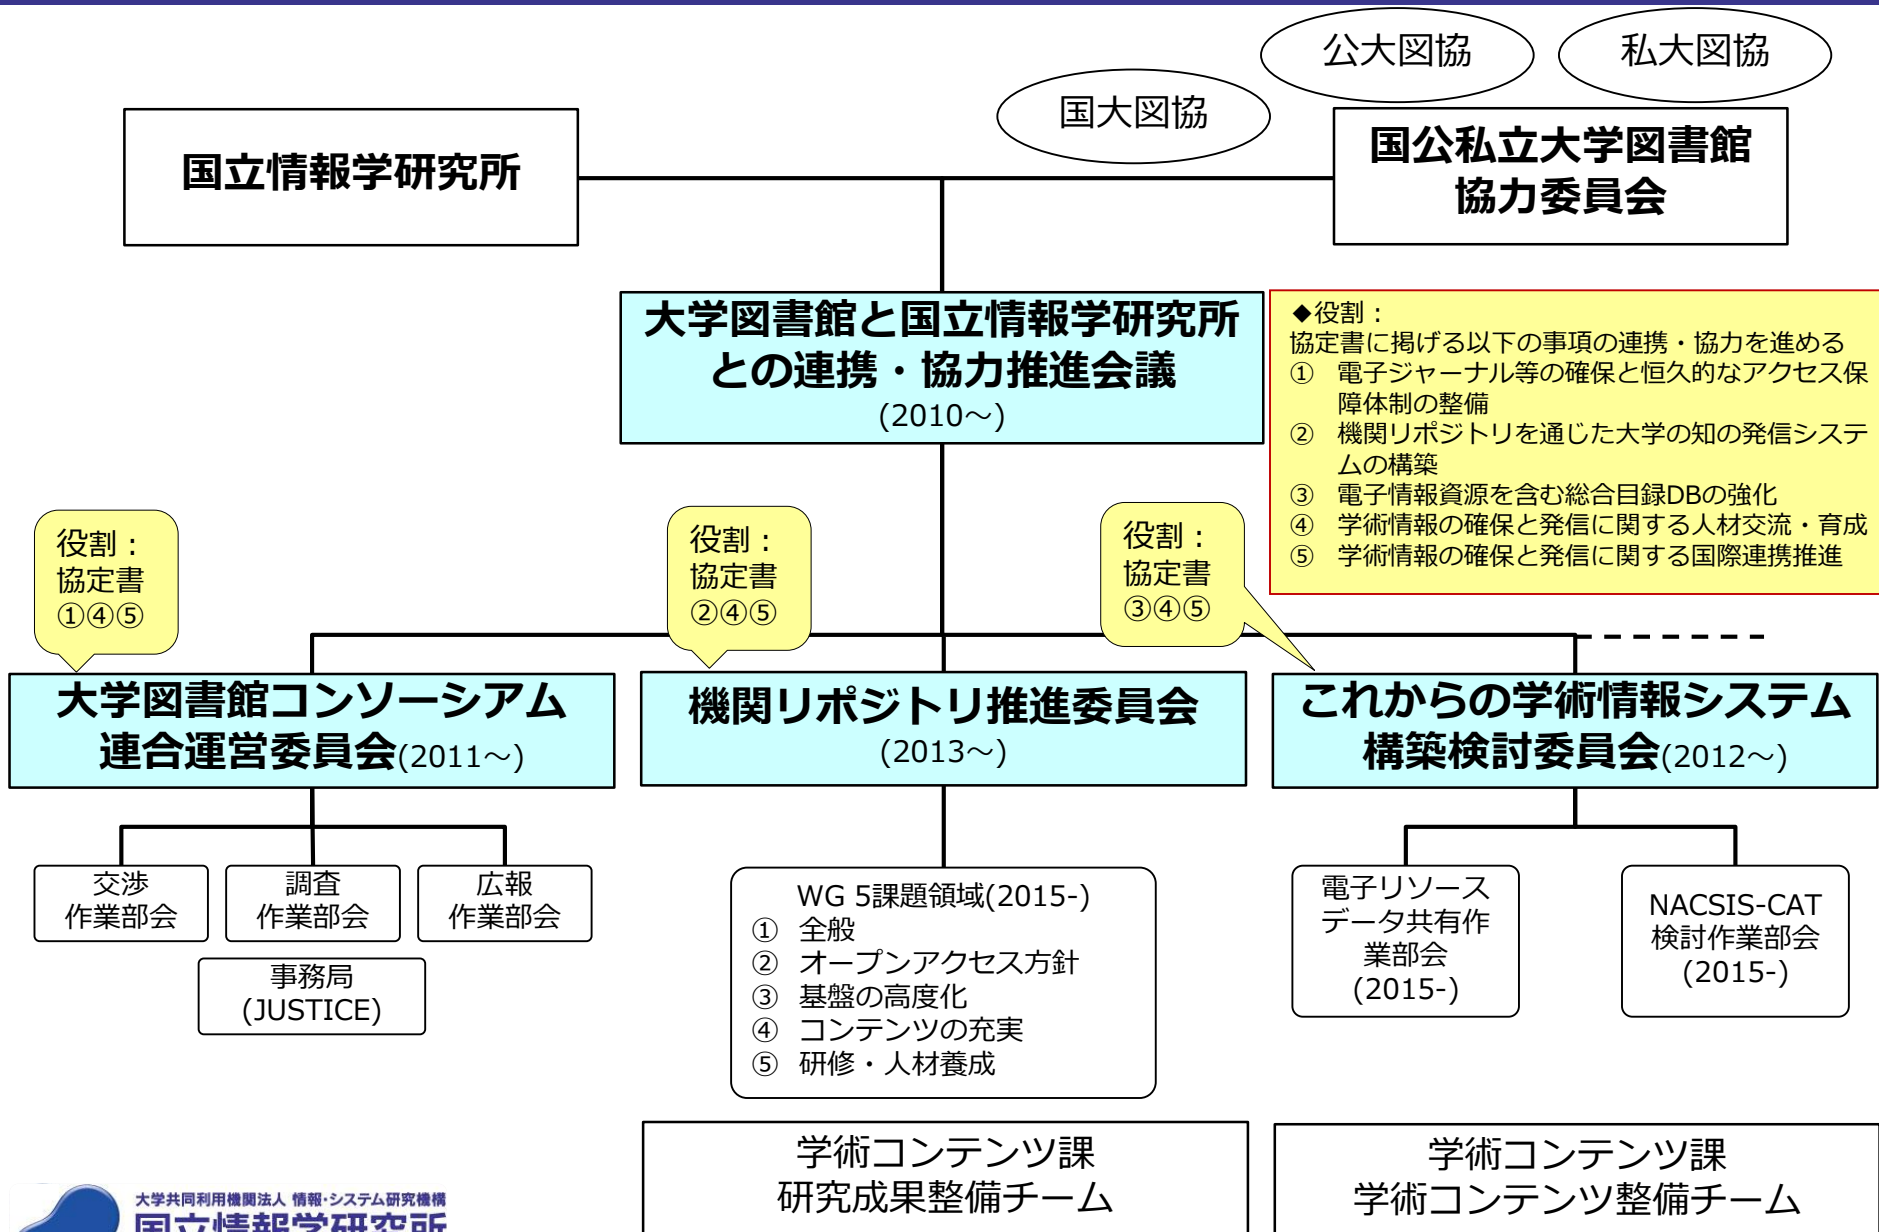 公大図協
私大図協
国大図協
国立情報学研究所
国公私立大学図書館
協力委員会
大学図書館と国立情報学研究所
との連携・協力推進会議
(2010～)
◆役割：
協定書に掲げる以下の事項の連携・協力を進める
① 電子ジャーナル等の確保と恒久的なアクセス保
障体制の整備
② 機関リポジトリを通じた大学の知の発信システ
ムの構築
③ 電子情報資源を含む総合目録DBの強化
④ 学術情報の確保と発信に関する人材交流・育成
⑤ 学術情報の確保と発信に関する国際連携推進
役割：
協定書
①④⑤
役割：
協定書
②④⑤
役割：
協定書
③④⑤
大学図書館コンソーシアム
連合運営委員会(2011～)
機関リポジトリ推進委員会
(2013～)
これからの学術情報システム
構築検討委員会(2012～)
交渉
作業部会
調査
作業部会
広報
作業部会
事務局
(JUSTICE)
WG 5課題領域(2015-)
① 全般
② オープンアクセス方針
③ 基盤の高度化
④ コンテンツの充実
⑤ 研修・人材養成
電子リソース
データ共有作
業部会
(2015-)
NACSIS-CAT
検討作業部会
(2015-)
学術コンテンツ課
研究成果整備チーム
学術コンテンツ課
学術コンテンツ整備チーム
大学共同利用機関法人 情報・システム研究機構
国立情報学研究所